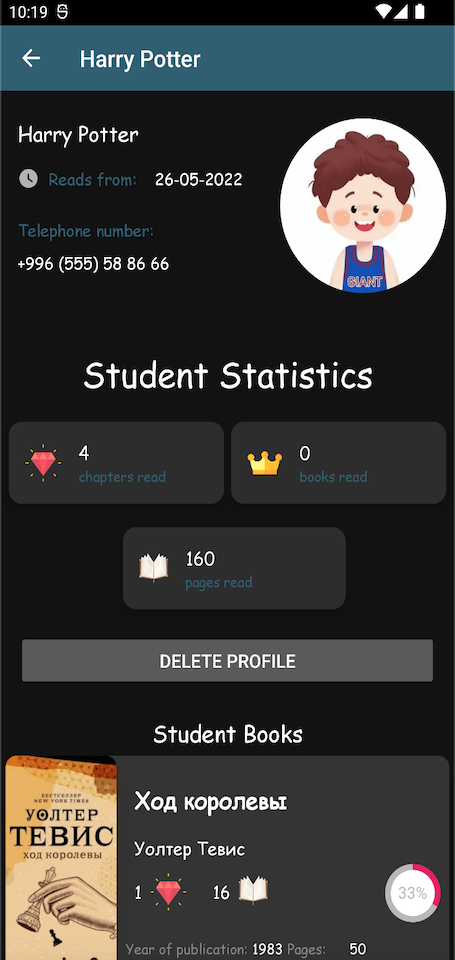 10:19
Harry Potter
Harry Potter
Reads from: 26-05-2022
Telephone number:
+996 (555) 58 86 66
GIANT
Student Statistics
4
chapters read
0
books read
160
pages read
DELETE PROFILE
Student Books
БЕСТСЕЛЛЕР
NEW YORK TIMES
УОЛТЕР
ТЕВИС
ход королевы
Ход королевы
Уолтер Тевис
1 16
33%
Year of publication: 1983 Pages: 50